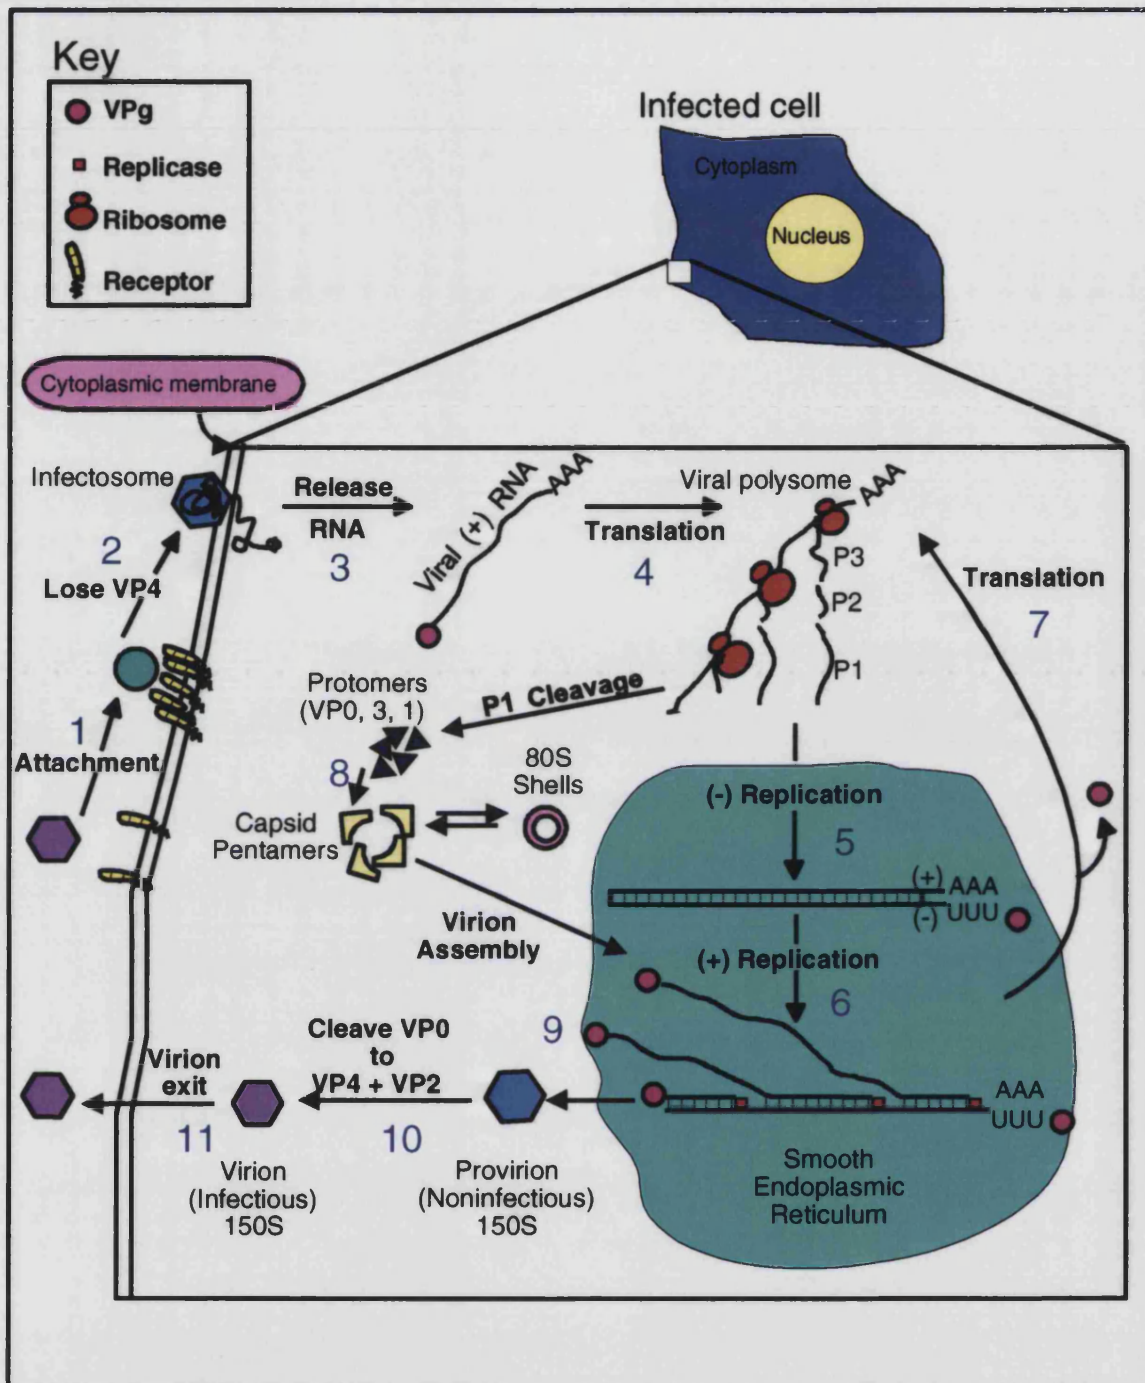 Key
VPg
Replicase
Ribosome
Receptor
Infected cell
Cytoplasm
Nucleus
Cytoplasmic membrane
Infectosome
2
Lose VP4
1
Attachment
Release
RNA
3
Viral (+) RNA
AAA
Translation
4
Viral polysome
AAA
P3
P2
P1
Translation
7
P1 Cleavage
Protomers
(VP0, 3, 1)
8
Capsid
Pentamers
80S
Shells
Virion
Assembly
(-) Replication
5
(+) AAA
(-) UUU
(+) Replication
6
9
AAA
UUU
Smooth
Endoplasmic
Reticulum
Provirion
(Noninfectious)
150S
Cleave VP0
to
VP4 + VP2
10
Virion
(Infectious)
150S
Virion
exit
11